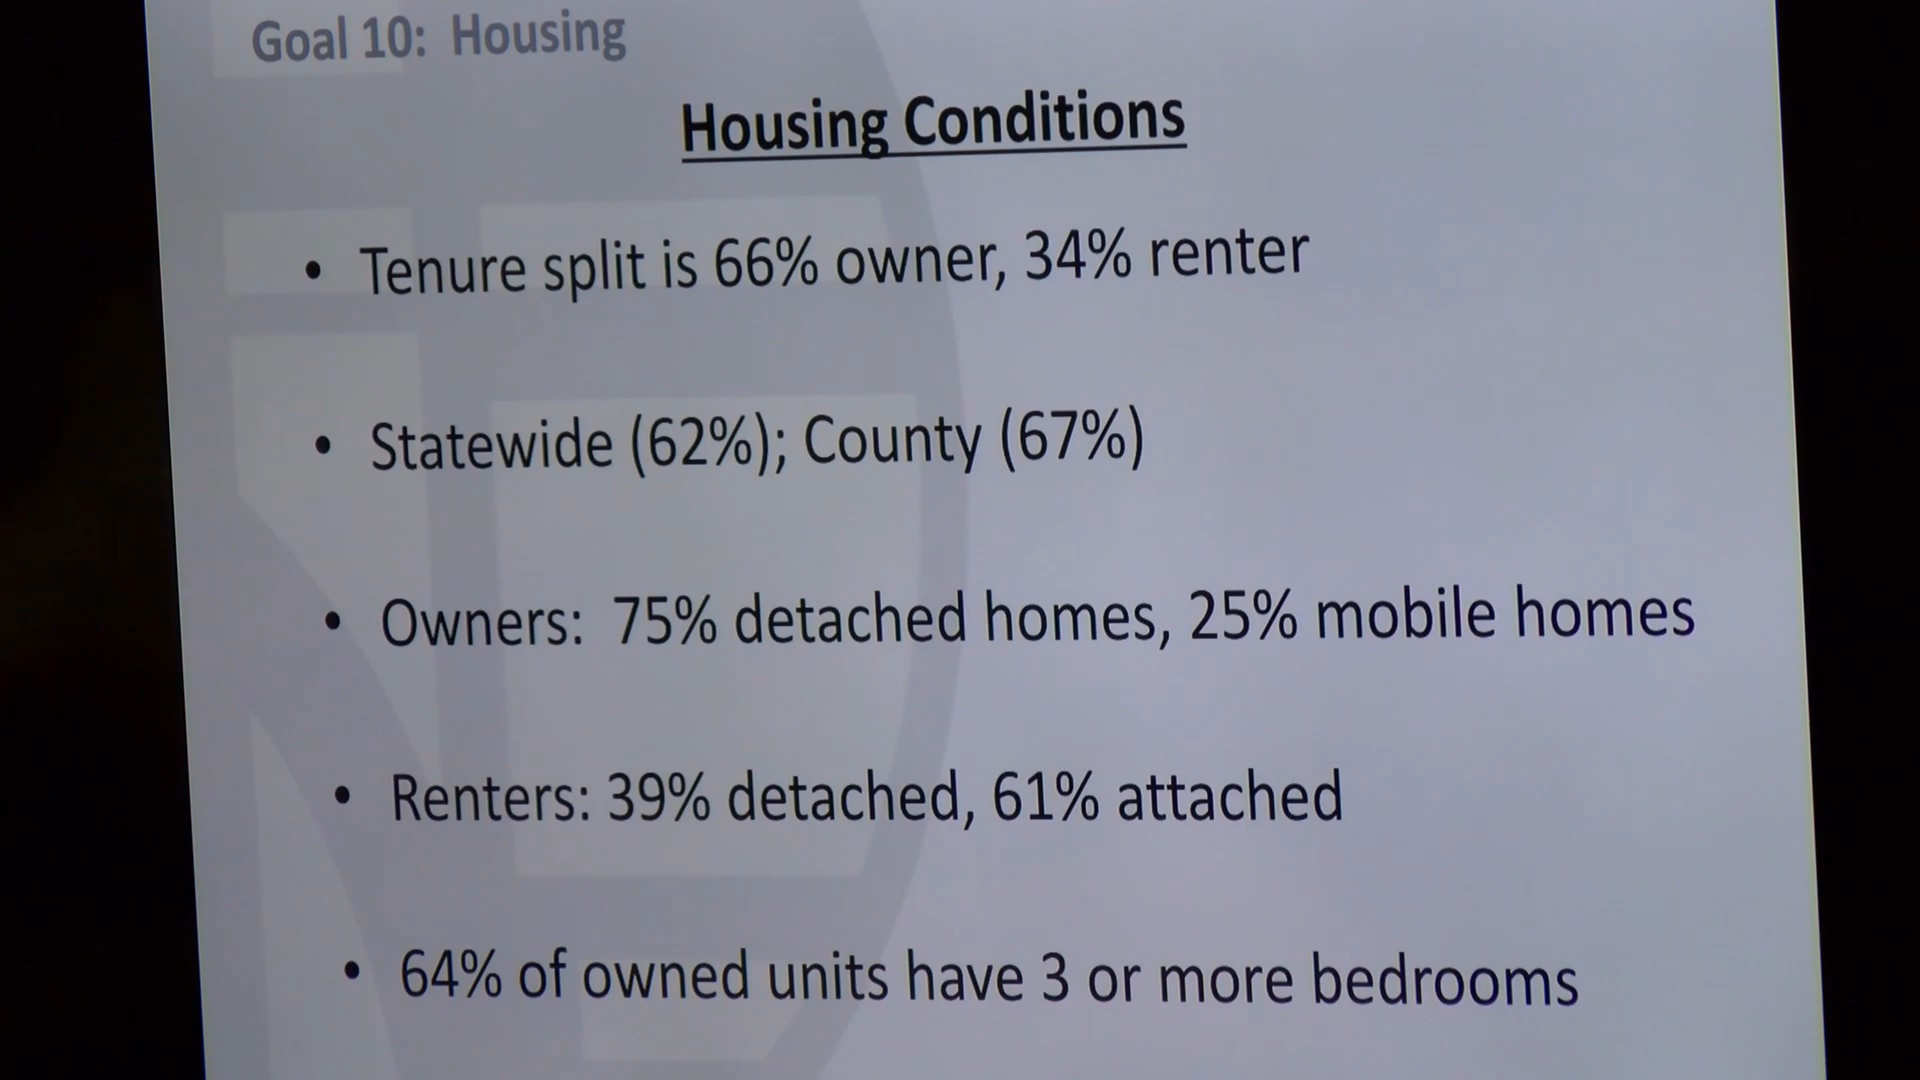 Goal 10: Housing
Housing Conditions
• Tenure split is 66% owner, 34% renter
• Statewide (62%); County (67%)
• Owners: 75% detached homes, 25% mobile homes
• Renters: 39% detached, 61% attached
• 64% of owned units have 3 or more bedrooms